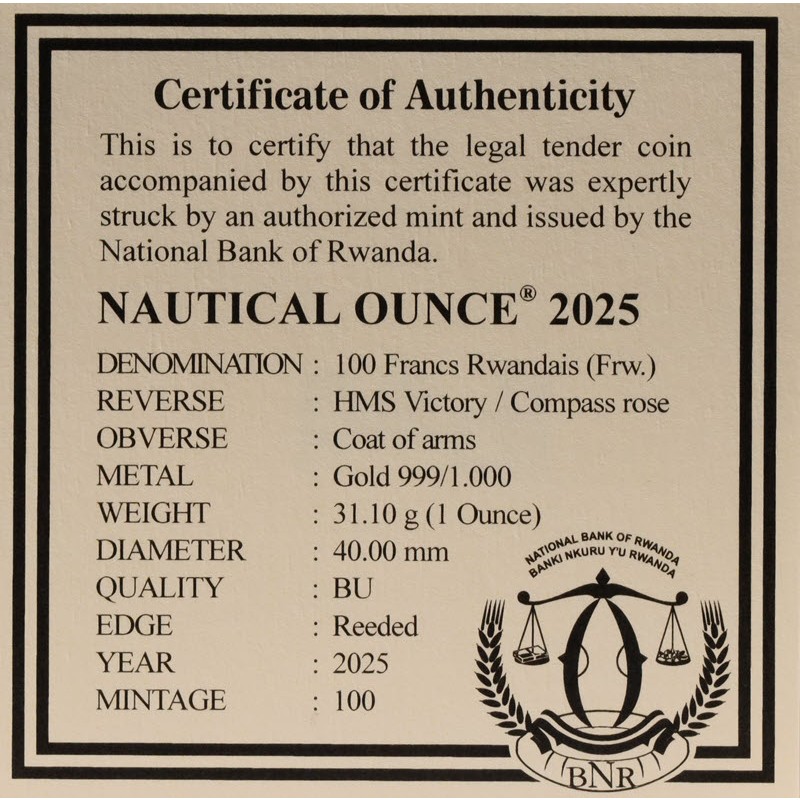 Certificate of Authenticity
This is to certify that the legal tender coin
accompanied by this certificate was expertly
struck by an authorized mint and issued by the
National Bank of Rwanda.
NAUTICAL OUNCE® 2025
DENOMINATION : 100 Francs Rwandais (Frw.)
REVERSE : HMS Victory / Compass rose
OBVERSE : Coat of arms
METAL : Gold 999/1.000
WEIGHT : 31.10 g (1 Ounce)
DIAMETER : 40.00 mm
QUALITY : BU
EDGE : Reeded
YEAR : 2025
MINTAGE : 100
NATIONAL BANK OF RWANDA
BANKI NKURU Y'U RWANDA
BNR